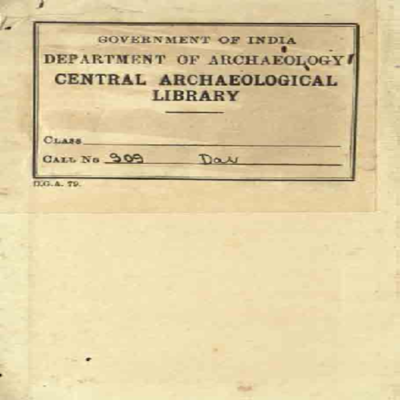 GOVERNMENT OF INDIA
DEPARTMENT OF ARCHAEOLOGY
CENTRAL ARCHAEOLOGICAL
LIBRARY
CLASS
CALL NO 909 Dav
D.G.A. 79.